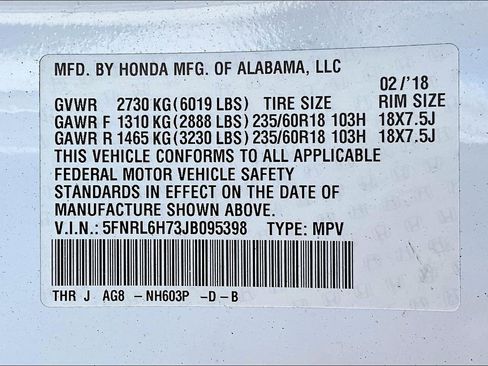 MFD. BY HONDA MFG. OF ALABAMA, LLC
02/'18
GVWR 2730 KG (6019 LBS) TIRE SIZE RIM SIZE
GAWR F 1310 KG (2888 LBS) 235/60R18 103H 18X7.5J
GAWR R 1465 KG (3230 LBS) 235/60R18 103H 18X7.5J
THIS VEHICLE CONFORMS TO ALL APPLICABLE
FEDERAL MOTOR VEHICLE SAFETY
STANDARDS IN EFFECT ON THE DATE OF
MANUFACTURE SHOWN ABOVE.
V.I.N.: 5FNRL6H73JB095398 TYPE: MPV
THR J AG8 -NH603P -D-B